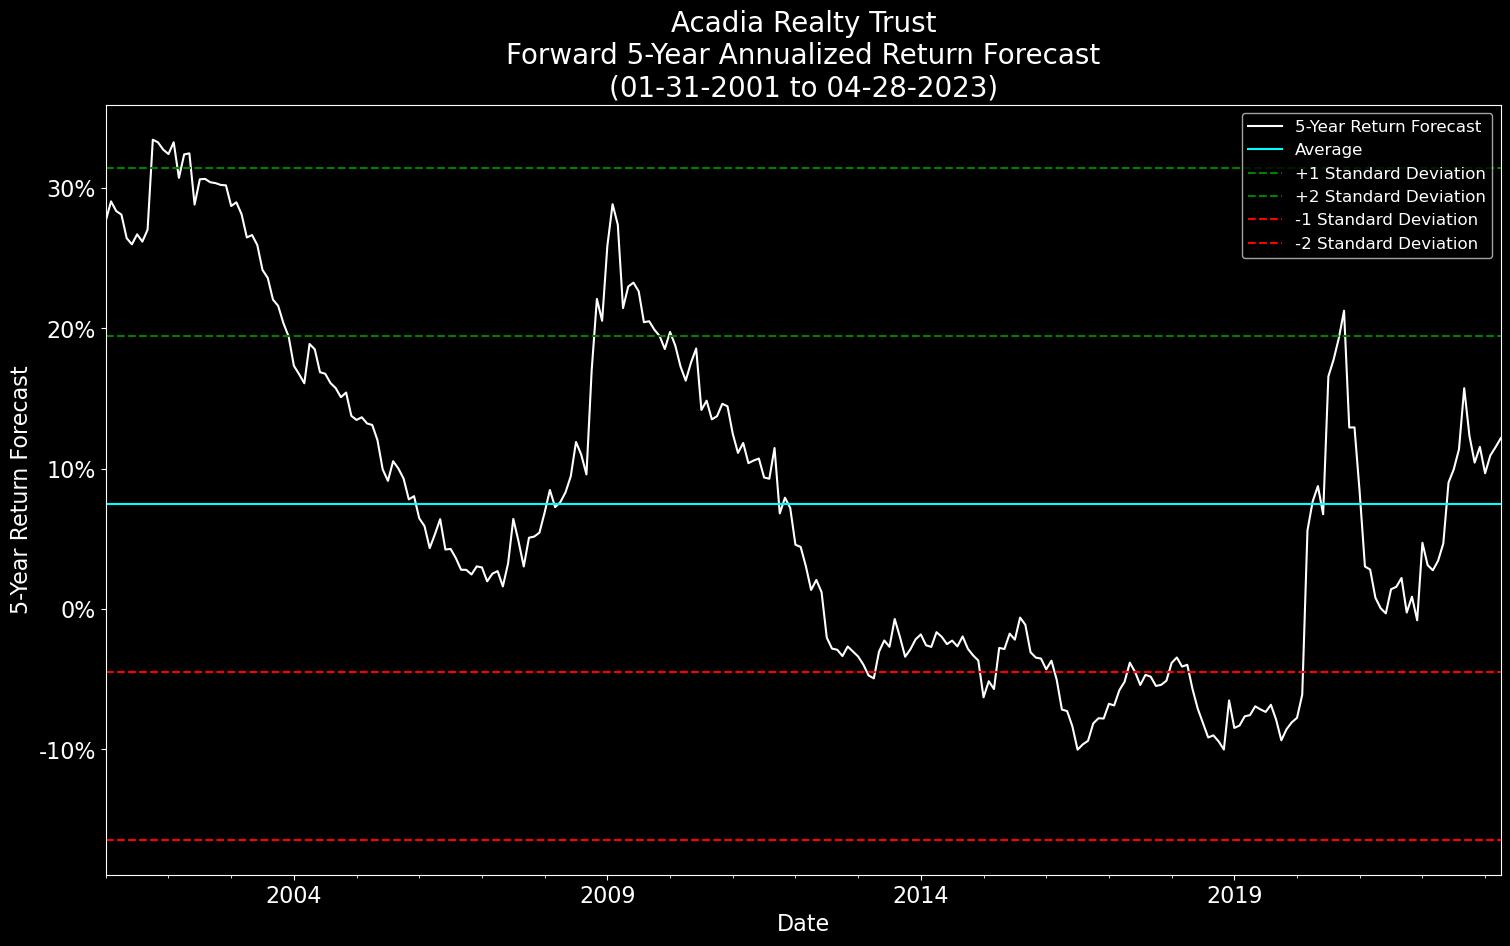 Acadia Realty Trust
Forward 5-Year Annualized Return Forecast
(01-31-2001 to 04-28-2023)
5-Year Return Forecast
Average
+1 Standard Deviation
+2 Standard Deviation
-1 Standard Deviation
-2 Standard Deviation
30%
20%
10%
0%
-10%
5-Year Return Forecast
2004 2009 2014 2019
Date